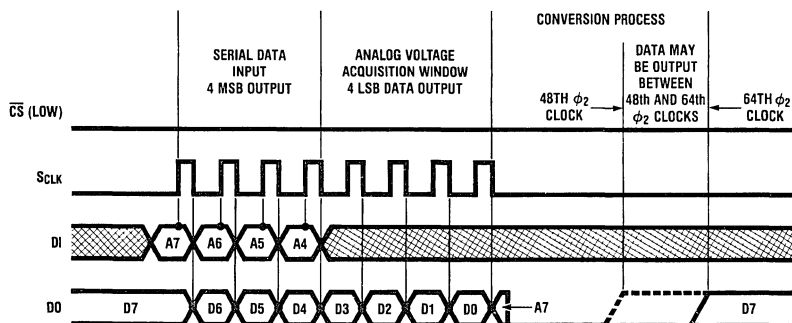 CONVERSION PROCESS
SERIAL DATA
INPUT
4 MSB OUTPUT
ANALOG VOLTAGE
ACQUISITION WINDOW
4 LSB DATA OUTPUT
DATA MAY
BE OUTPUT
BETWEEN
48th AND 64th
ϕ2 CLOCKS
48TH ϕ2
CLOCK
64TH ϕ2
CLOCK
CS (LOW)
SCLK
DI
A7 A6 A5 A4
DO
D7 D6 D5 D4 D3 D2 D1 D0 A7 D7